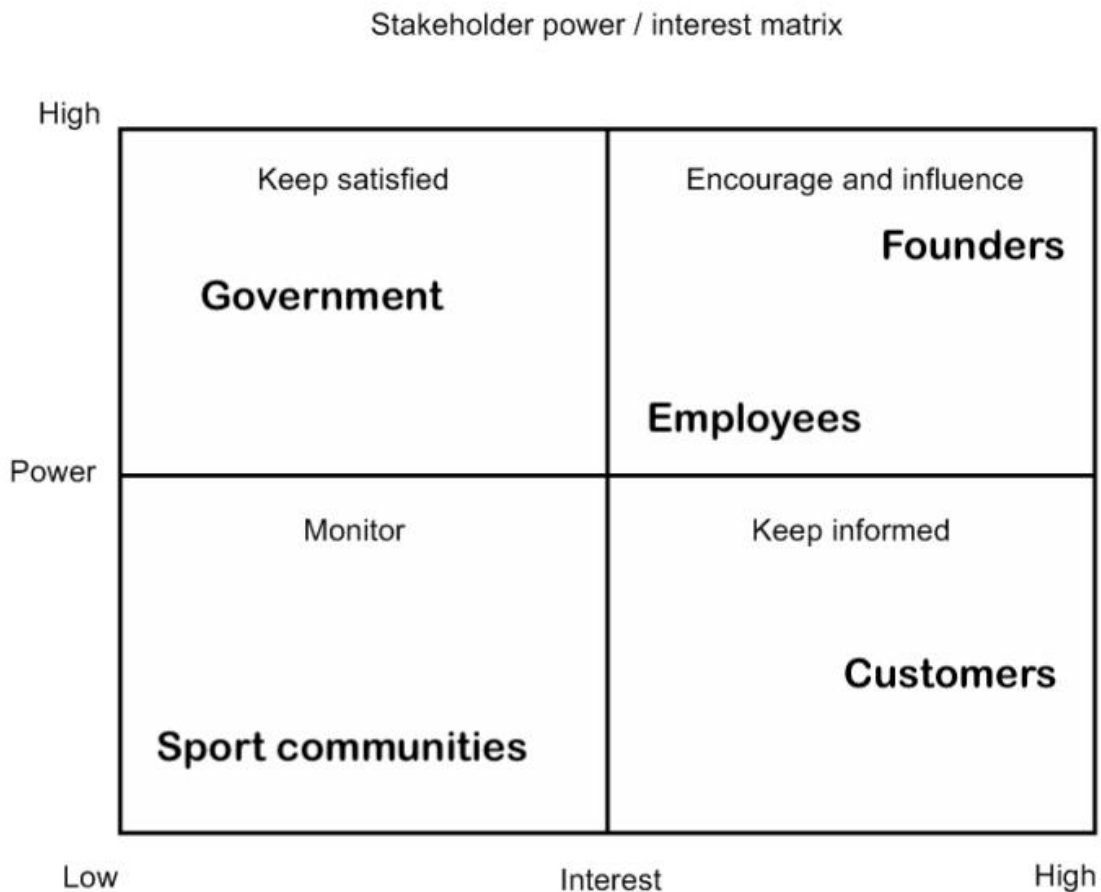 Stakeholder power / interest matrix
High
Keep satisfied
Encourage and influence
Founders
Government
Employees
Power
Monitor
Keep informed
Customers
Sport communities
Low
Interest
High